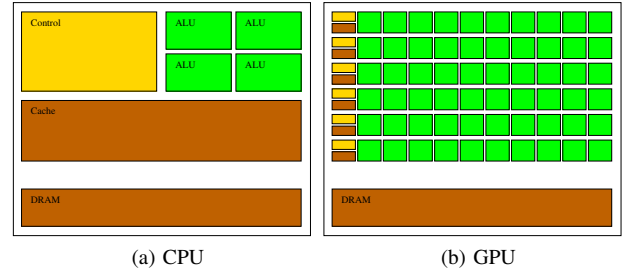 Control
ALU
ALU
ALU
ALU
Cache
DRAM
(a) CPU
DRAM
(b) GPU